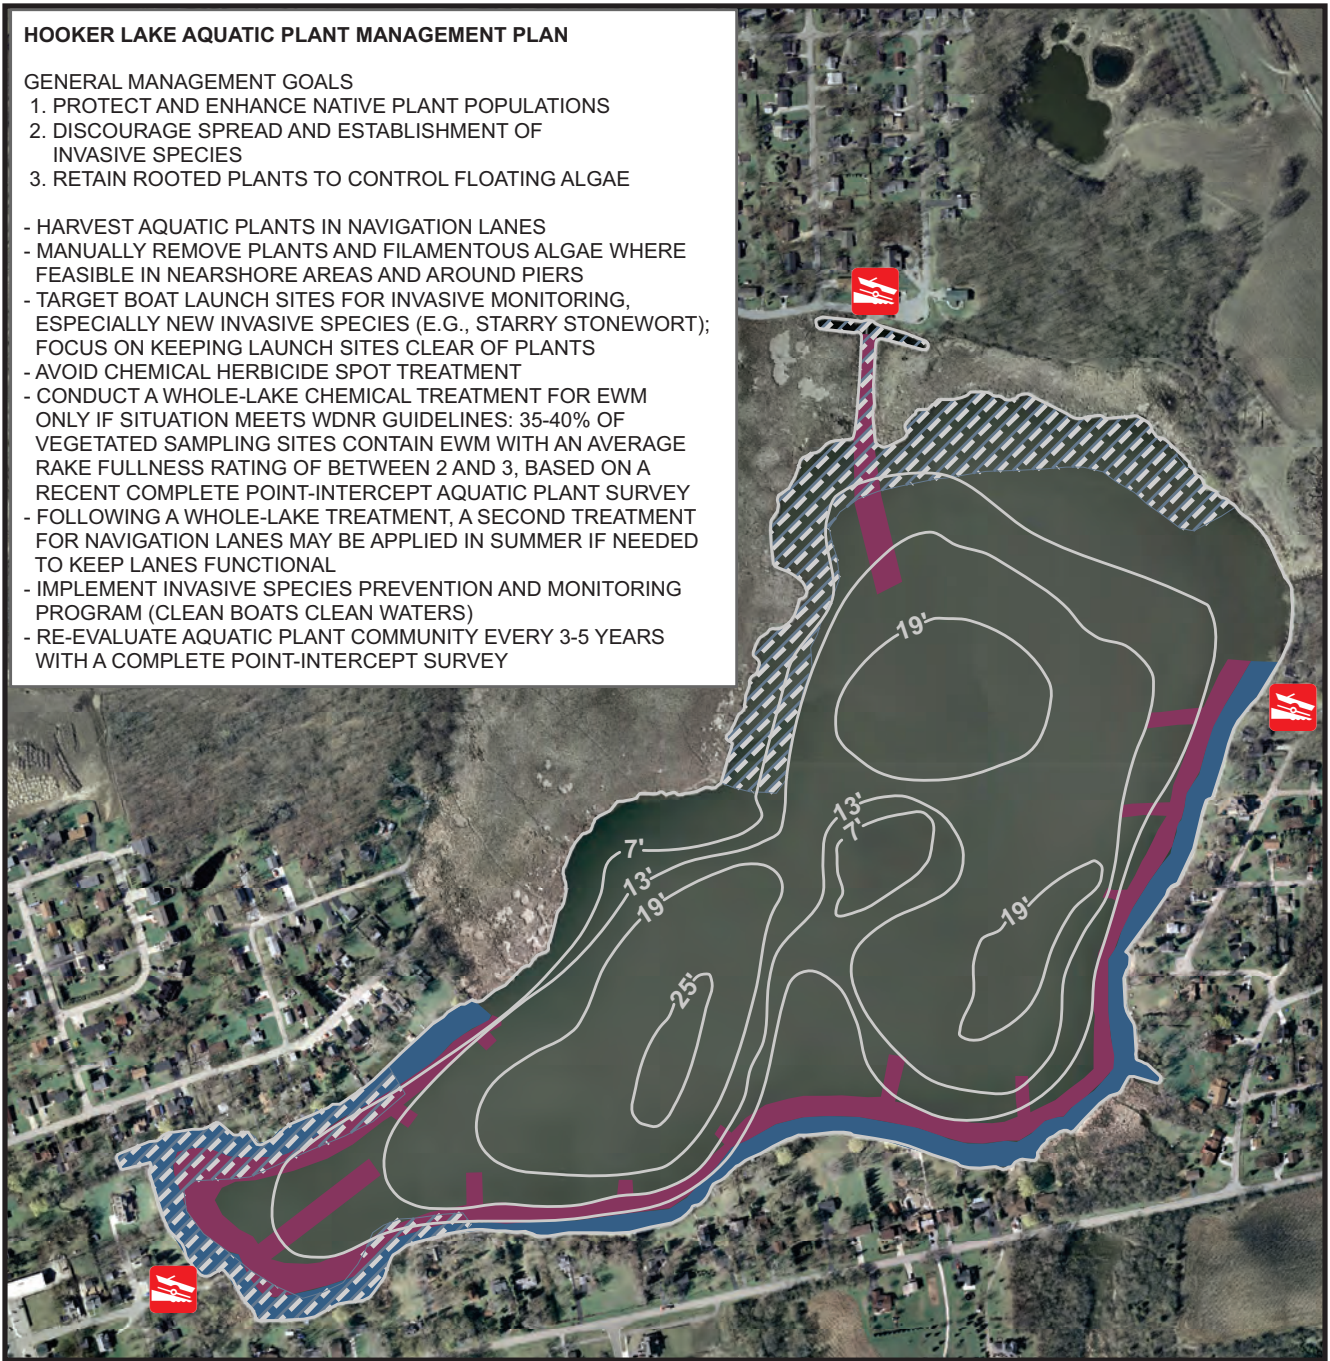 HOOKER LAKE AQUATIC PLANT MANAGEMENT PLAN
GENERAL MANAGEMENT GOALS
1. PROTECT AND ENHANCE NATIVE PLANT POPULATIONS
2. DISCOURAGE SPREAD AND ESTABLISHMENT OF
INVASIVE SPECIES
3. RETAIN ROOTED PLANTS TO CONTROL FLOATING ALGAE
- HARVEST AQUATIC PLANTS IN NAVIGATION LANES
- MANUALLY REMOVE PLANTS AND FILAMENTOUS ALGAE WHERE
FEASIBLE IN NEARSHORE AREAS AND AROUND PIERS
- TARGET BOAT LAUNCH SITES FOR INVASIVE MONITORING,
ESPECIALLY NEW INVASIVE SPECIES (E.G., STARRY STONEWORT);
FOCUS ON KEEPING LAUNCH SITES CLEAR OF PLANTS
- AVOID CHEMICAL HERBICIDE SPOT TREATMENT
- CONDUCT A WHOLE-LAKE CHEMICAL TREATMENT FOR EWM
ONLY IF SITUATION MEETS WDNR GUIDELINES: 35-40% OF
VEGETATED SAMPLING SITES CONTAIN EWM WITH AN AVERAGE
RAKE FULLNESS RATING OF BETWEEN 2 AND 3, BASED ON A
RECENT COMPLETE POINT-INTERCEPT AQUATIC PLANT SURVEY
- FOLLOWING A WHOLE-LAKE TREATMENT, A SECOND TREATMENT
FOR NAVIGATION LANES MAY BE APPLIED IN SUMMER IF NEEDED
TO KEEP LANES FUNCTIONAL
- IMPLEMENT INVASIVE SPECIES PREVENTION AND MONITORING
PROGRAM (CLEAN BOATS CLEAN WATERS)
- RE-EVALUATE AQUATIC PLANT COMMUNITY EVERY 3-5 YEARS
WITH A COMPLETE POINT-INTERCEPT SURVEY
19'
13'
7'
7'
13'
19'
19'
25'